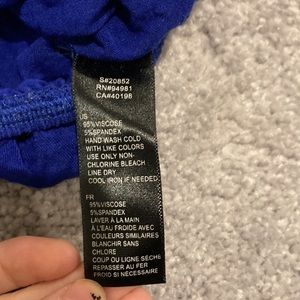 S#20852
RN#94981
CA#40198
US
95%VISCOSE
5%SPANDEX
HAND WASH COLD
WITH LIKE COLORS
USE ONLY NON-
CHLORINE BLEACH
LINE DRY
COOL IRON IF NEEDED
FR
95%VISCOSE
5%SPANDEX
LAVER À LA MAIN
À L'EAU FROIDE AVEC
COULEURS SIMILAIRES
BLANCHIR SANS
CHLORE
COUP OU LIGNE SÈCHE
REPASSER AU FER
FROID SI NÉCESSAIRE